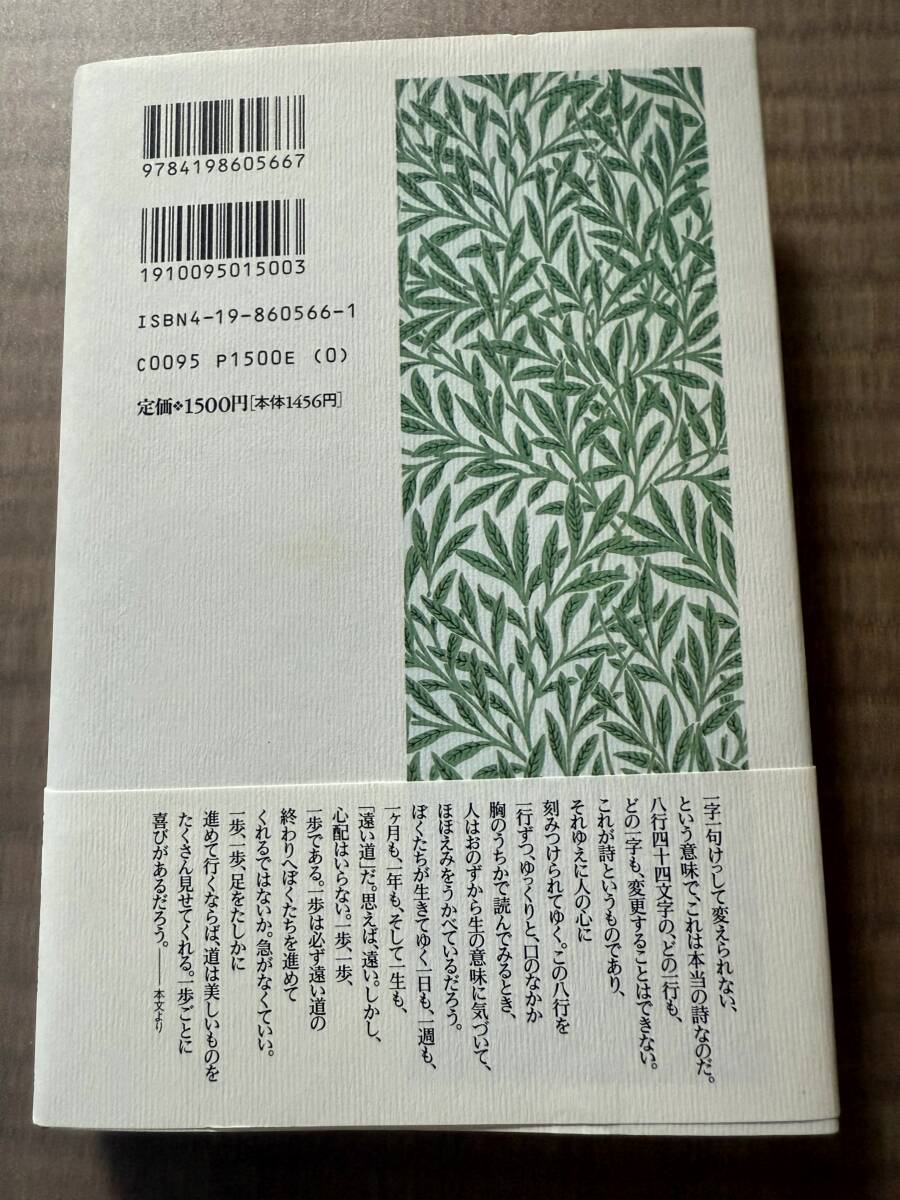 9784198605667
1910095015003
ISBN4-19-860566-1
C0095 P1500E (0)
定価❖1500円[本体1456円]
一字一句けっして変えられない、
という意味で、これは本当の詩なのだ。
八行四十四文字の、どの一行も、
どの一字も、変更することはできない。
これが詩というものであり、
それゆえに人の心に
刻みつけられてゆく。この八行を
一行ずつ、ゆっくりと、口のなかか
胸のうちかで読んでみるとき、
人はおのずから生の意味に気づいて、
ほほえみをうかべているだろう。
ぼくたちが生きてゆく一日も、一週も、
一ヶ月も、一年も、そして一生も、
「遠い道」だ。思えば、遠い。しかし、
心配はいらない。一歩、一歩、
一歩である。一歩は必ず遠い道の
終わりへぼくたちを進めて
くれるではないか。急がなくていい。
一歩、一歩、足をたしかに
進めて行くならば、道は美しいものを
たくさん見せてくれる。一歩ごとに
喜びがあるだろう。——本文より